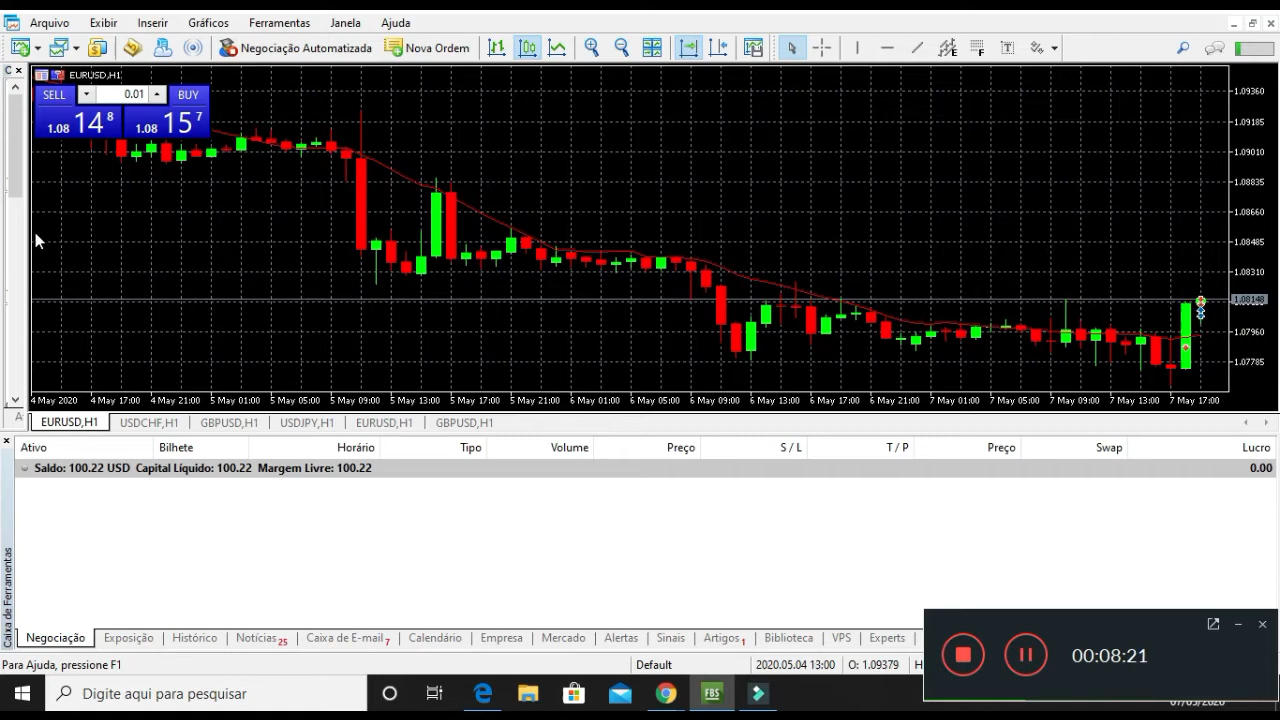 Arquivo Exibir Inserir Gráficos Ferramentas Janela Ajuda
Negociação Automatizada Nova Ordem
EURUSD,H1
SELL 0.01 BUY
1.08 14 8 1.08 15 7
1.09360
1.09185
1.09010
1.08835
1.08660
1.08485
1.08310
1.08148
1.07960
1.07785
4 May 2020 4 May 17:00 4 May 21:00 5 May 01:00 5 May 05:00 5 May 09:00 5 May 13:00 5 May 17:00 5 May 21:00 6 May 01:00 6 May 05:00 6 May 09:00 6 May 13:00 6 May 17:00 6 May 21:00 7 May 01:00 7 May 05:00 7 May 09:00 7 May 13:00 7 May 17:00
EURUSD,H1 USDCHF,H1 GBPUSD,H1 USDJPY,H1 EURUSD,H1 GBPUSD,H1
Ativo Bilhete Horário Tipo Volume Preço S / L T / P Preço Swap Lucro
Saldo: 100.22 USD Capital Líquido: 100.22 Margem Livre: 100.22 0.00
Caixa de Ferramentas
Negociação Exposição Histórico Notícias 25 Caixa de E-mail 7 Calendário Empresa Mercado Alertas Sinais Artigos 1 Biblioteca VPS Experts
00:08:21
Para Ajuda, pressione F1 Default 2020.05.04 13:00 O: 1.09379 H
Digite aqui para pesquisar FBS